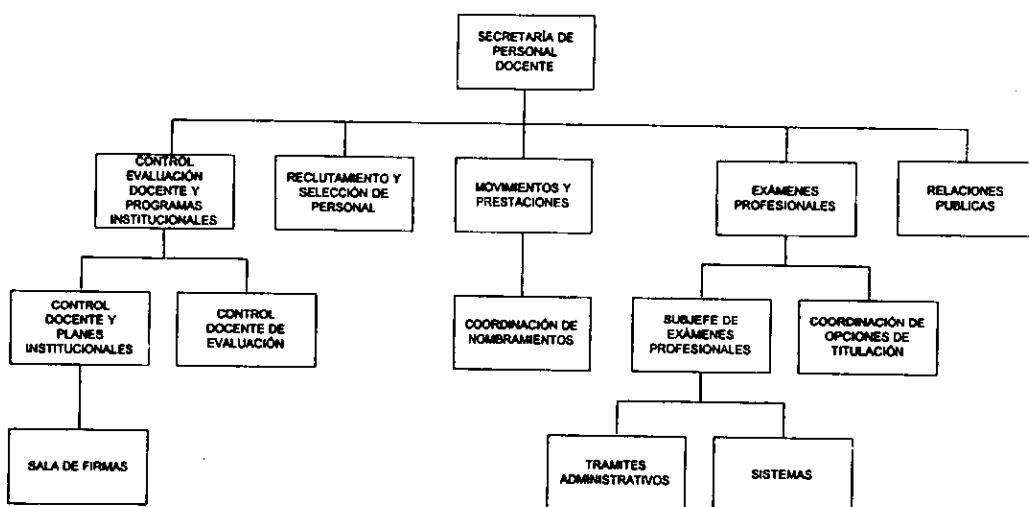 SECRETARÍA DE
PERSONAL
DOCENTE
CONTROL
EVALUACIÓN
DOCENTE Y
PROGRAMAS
INSTITUCIONALES
RECLUTAMIENTO Y
SELECCIÓN DE
PERSONAL
MOVIMIENTOS Y
PRESTACIONES
EXÁMENES
PROFESIONALES
RELACIONES
PUBLICAS
CONTROL
DOCENTE Y
PLANES
INSTITUCIONALES
CONTROL
DOCENTE DE
EVALUACIÓN
COORDINACIÓN DE
NOMBRAMIENTOS
SUBJEFE DE
EXÁMENES
PROFESIONALES
COORDINACIÓN DE
OPCIONES DE
TITULACIÓN
SALA DE FIRMAS
TRAMITES
ADMINISTRATIVOS
SISTEMAS